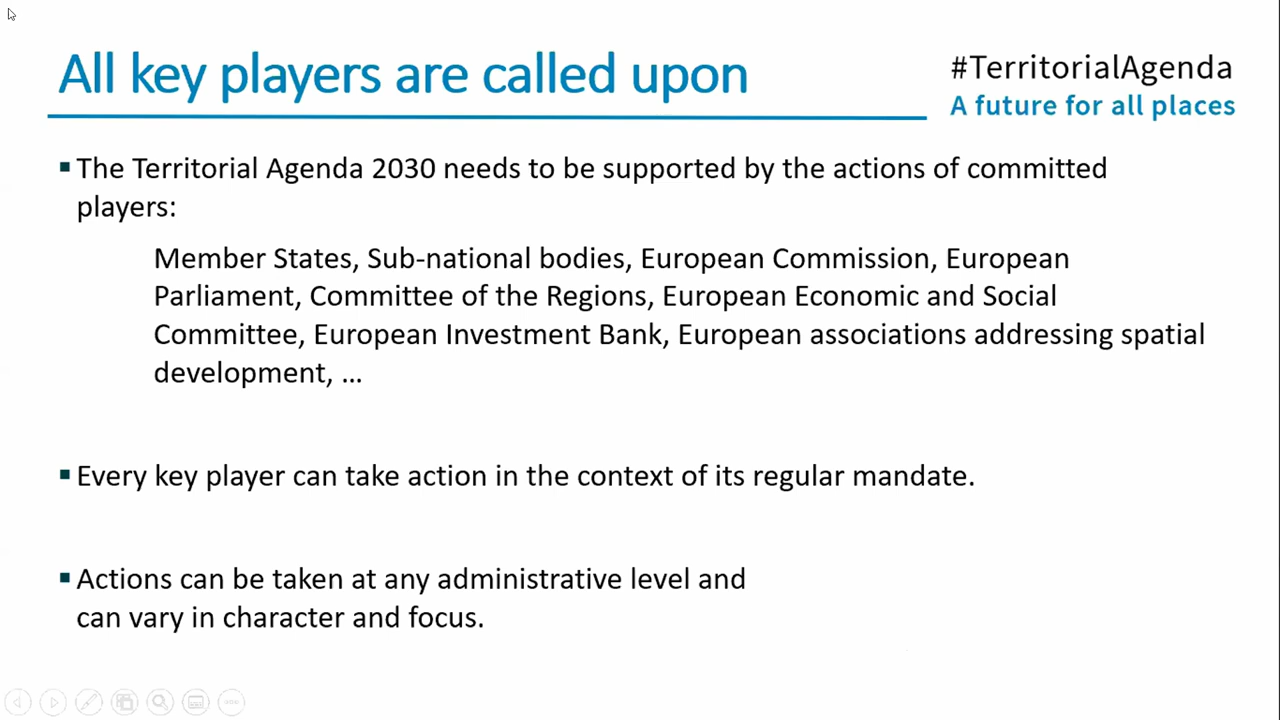 All key players are called upon
#TerritorialAgenda
A future for all places
▪The Territorial Agenda 2030 needs to be supported by the actions of committed
players:
Member States, Sub-national bodies, European Commission, European
Parliament, Committee of the Regions, European Economic and Social
Committee, European Investment Bank, European associations addressing spatial
development, …
▪Every key player can take action in the context of its regular mandate.
▪Actions can be taken at any administrative level and
can vary in character and focus.